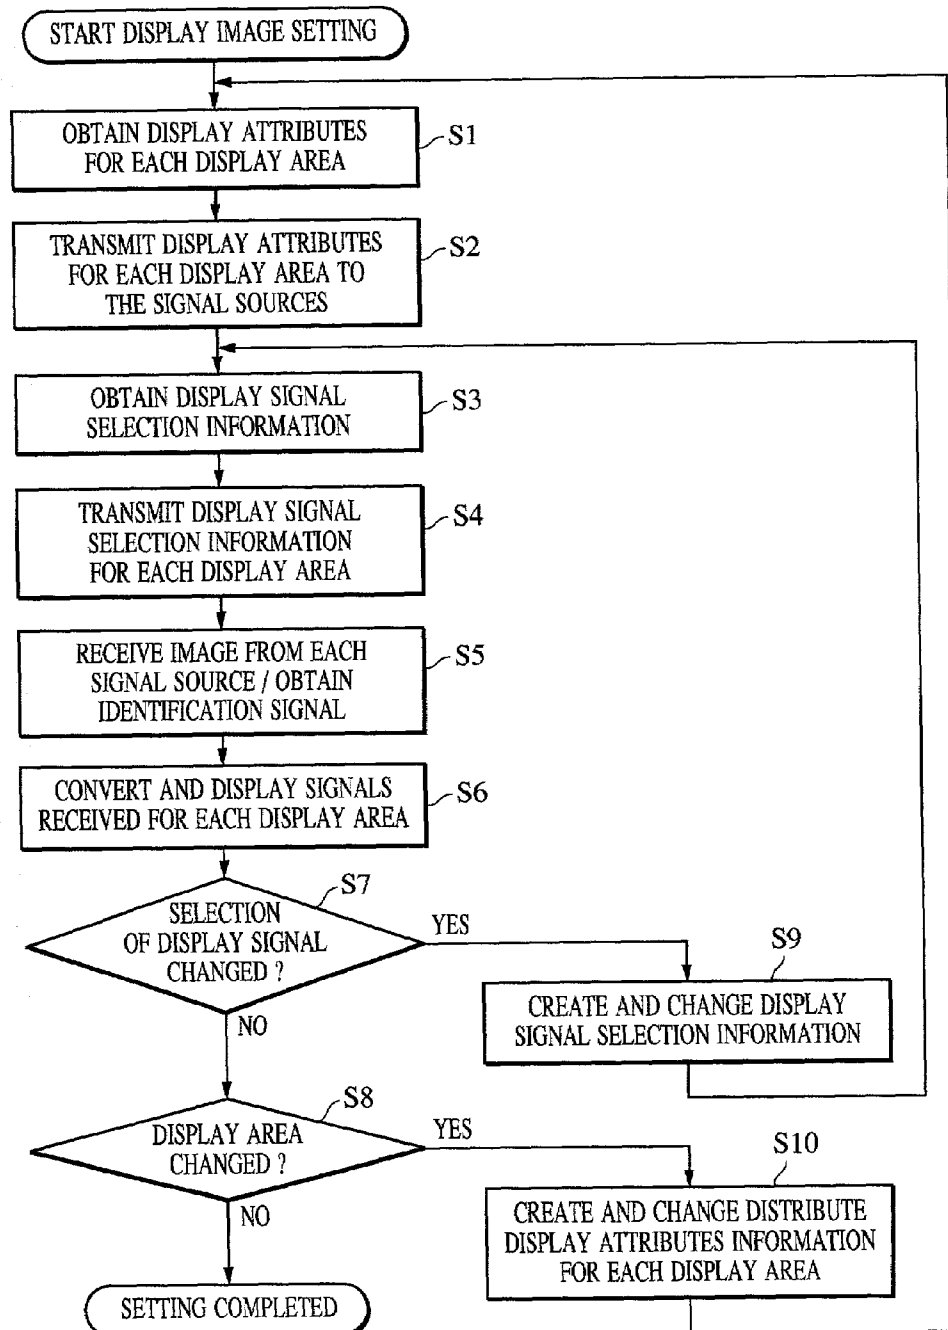 START DISPLAY IMAGE SETTING
OBTAIN DISPLAY ATTRIBUTES
FOR EACH DISPLAY AREA
S1
TRANSMIT DISPLAY ATTRIBUTES
FOR EACH DISPLAY AREA TO
THE SIGNAL SOURCES
S2
OBTAIN DISPLAY SIGNAL
SELECTION INFORMATION
S3
TRANSMIT DISPLAY SIGNAL
SELECTION INFORMATION
FOR EACH DISPLAY AREA
S4
RECEIVE IMAGE FROM EACH
SIGNAL SOURCE / OBTAIN
IDENTIFICATION SIGNAL
S5
CONVERT AND DISPLAY SIGNALS
RECEIVED FOR EACH DISPLAY AREA
S6
SELECTION
OF DISPLAY SIGNAL
CHANGED ?
S7
YES
NO
S9
CREATE AND CHANGE DISPLAY
SIGNAL SELECTION INFORMATION
DISPLAY AREA
CHANGED ?
S8
YES
NO
S10
CREATE AND CHANGE DISTRIBUTE
DISPLAY ATTRIBUTES INFORMATION
FOR EACH DISPLAY AREA
SETTING COMPLETED